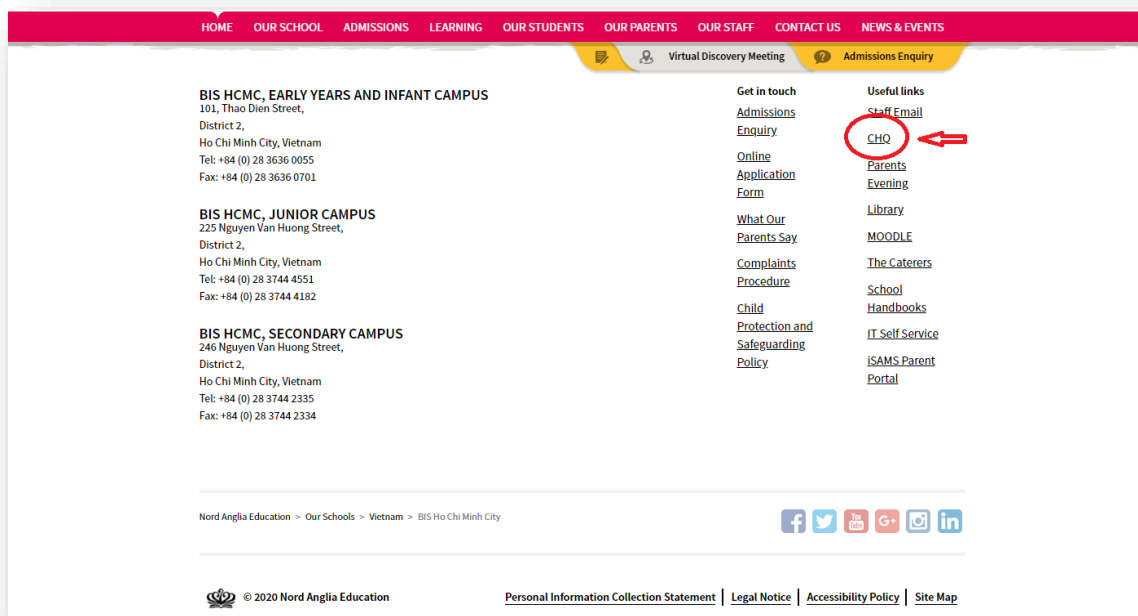 HOME OUR SCHOOL ADMISSIONS LEARNING OUR STUDENTS OUR PARENTS OUR STAFF CONTACT US NEWS & EVENTS
Virtual Discovery Meeting Admissions Enquiry
BIS HCMC, EARLY YEARS AND INFANT CAMPUS
101, Thao Dien Street,
District 2,
Ho Chi Minh City, Vietnam
Tel: +84 (0) 28 3636 0055
Fax: +84 (0) 28 3636 0701
BIS HCMC, JUNIOR CAMPUS
225 Nguyen Van Huong Street,
District 2,
Ho Chi Minh City, Vietnam
Tel: +84 (0) 28 3744 4551
Fax: +84 (0) 28 3744 4182
BIS HCMC, SECONDARY CAMPUS
246 Nguyen Van Huong Street,
District 2,
Ho Chi Minh City, Vietnam
Tel: +84 (0) 28 3744 2335
Fax: +84 (0) 28 3744 2334
Get in touch
Admissions
Enquiry
Online
Application
Form
What Our
Parents Say
Complaints
Procedure
Child
Protection and
Safeguarding
Policy
Useful links
Staff Email
CHQ
Parents
Evening
Library
MOODLE
The Caterers
School
Handbooks
IT Self Service
iSAMS Parent
Portal
Nord Anglia Education > Our Schools > Vietnam > BIS Ho Chi Minh City
f You Tube G+ in
© 2020 Nord Anglia Education Personal Information Collection Statement | Legal Notice | Accessibility Policy | Site Map